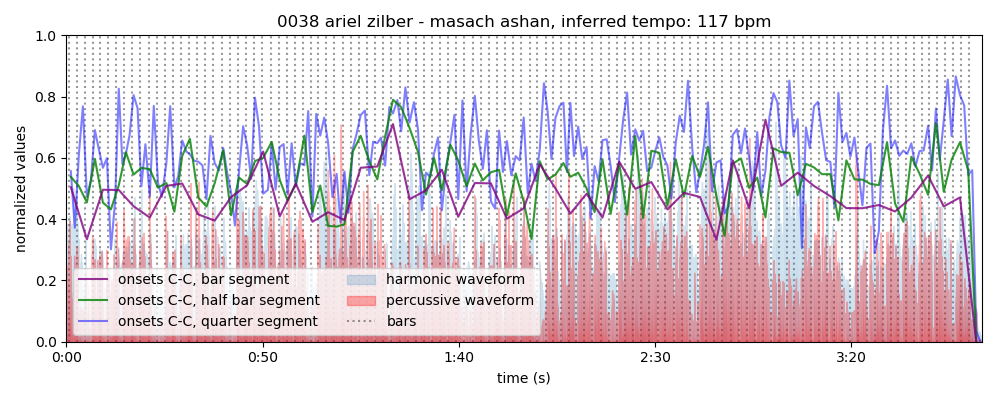 0038 ariel zilber - masach ashan, inferred tempo: 117 bpm
normalized values
1.0
0.8
0.6
0.4
0.2
0.0
onsets C-C, bar segment
onsets C-C, half bar segment
onsets C-C, quarter segment
harmonic waveform
percussive waveform
bars
0:00 0:50 1:40 2:30 3:20
time (s)